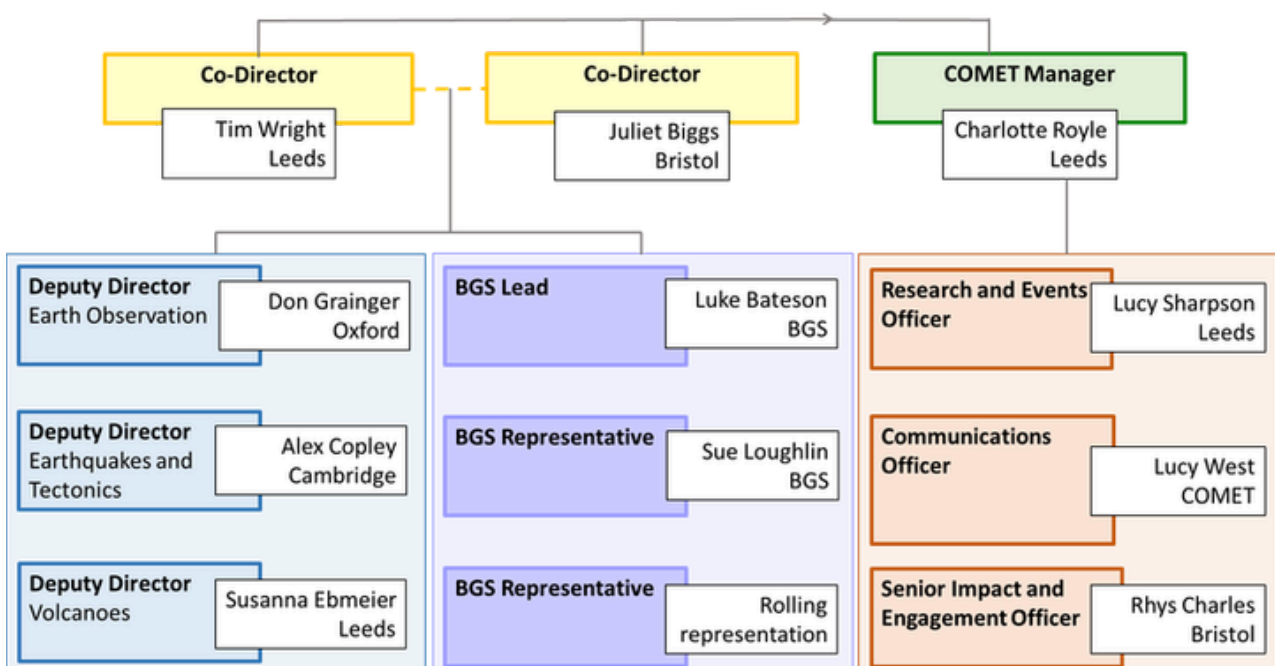 Co-Director
Tim Wright
Leeds
Co-Director
Juliet Biggs
Bristol
COMET Manager
Charlotte Royle
Leeds
Deputy Director
Earth Observation
Don Grainger
Oxford
Deputy Director
Earthquakes and
Tectonics
Alex Copley
Cambridge
Deputy Director
Volcanoes
Susanna Ebmeier
Leeds
BGS Lead
Luke Bateson
BGS
BGS Representative
Sue Loughlin
BGS
BGS Representative
Rolling
representation
Research and Events
Officer
Lucy Sharpson
Leeds
Communications
Officer
Lucy West
COMET
Senior Impact and
Engagement Officer
Rhys Charles
Bristol